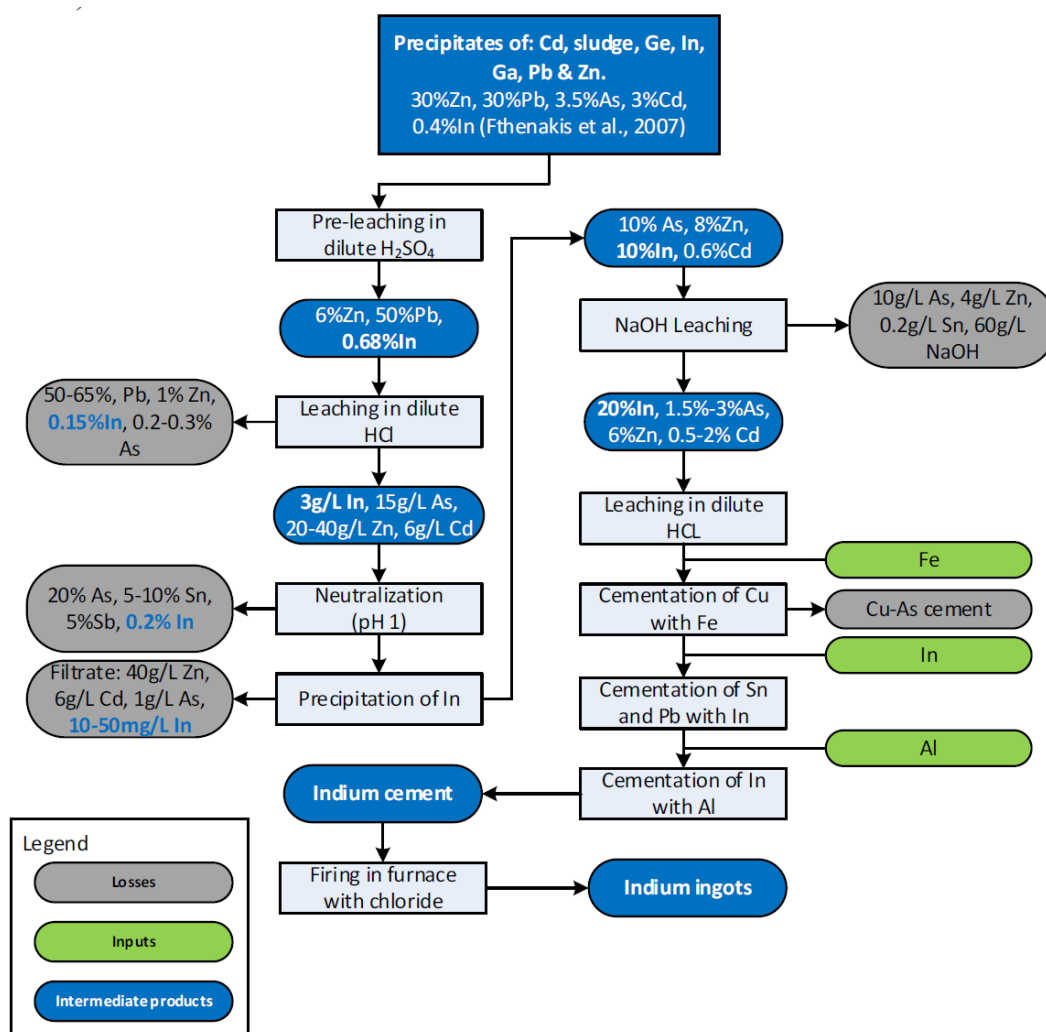 Precipitates of: Cd, sludge, Ge, In,
Ga, Pb & Zn.
30%Zn, 30%Pb, 3.5%As, 3%Cd,
0.4%In (Fthenakis et al., 2007)
Pre-leaching in
dilute H₂SO₄
6%Zn, 50%Pb,
0.68%In
50-65%, Pb, 1% Zn,
0.15%In, 0.2-0.3%
As
Leaching in dilute
HCl
3g/L In, 15g/L As,
20-40g/L Zn, 6g/L Cd
20% As, 5-10% Sn,
5%Sb, 0.2% In
Neutralization
(pH 1)
Filtrate: 40g/L Zn,
6g/L Cd, 1g/L As,
10-50mg/L In
Precipitation of In
10% As, 8%Zn,
10%In, 0.6%Cd
NaOH Leaching
10g/L As, 4g/L Zn,
0.2g/L Sn, 60g/L
NaOH
20%In, 1.5%-3%As,
6%Zn, 0.5-2% Cd
Leaching in dilute
HCL
Fe
Cementation of Cu
with Fe
Cu-As cement
In
Cementation of Sn
and Pb with In
Al
Cementation of In
with Al
Indium cement
Firing in furnace
with chloride
Indium ingots
Legend
Losses
Inputs
Intermediate products